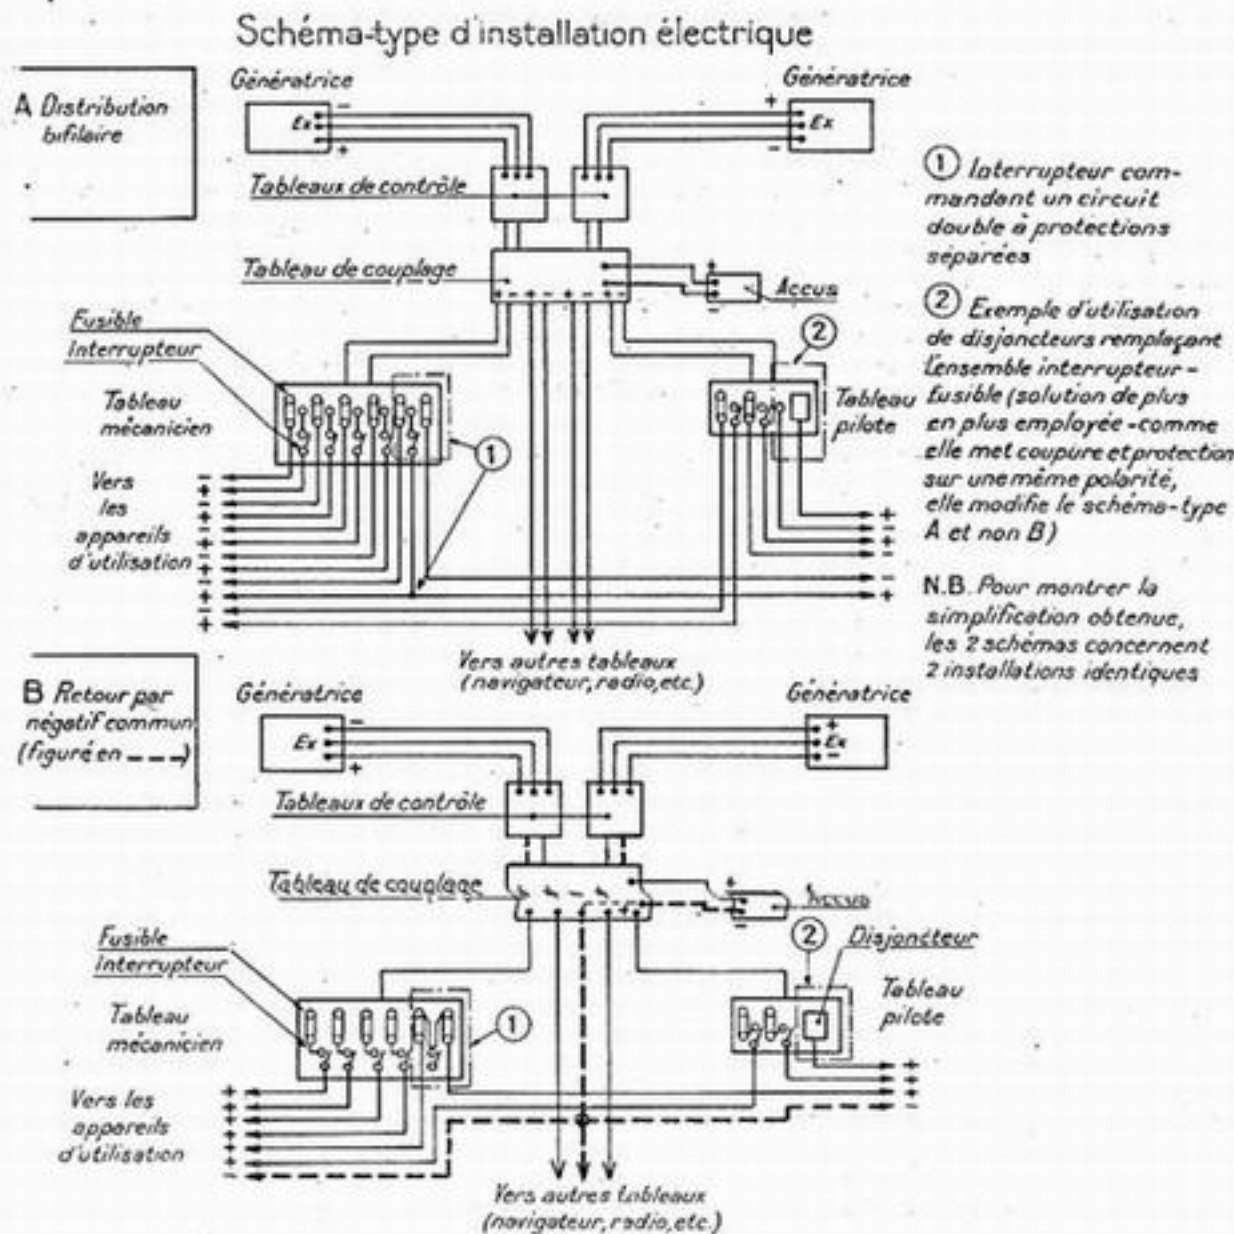 Schéma-type d'installation électrique
A Distribution
bifilaire
Génératrice
Génératrice
Ex
Ex
Tableaux de contrôle
Tableau de couplage
Accus
Fusible
Interrupteur
Tableau
mécanicien
Tableau
pilote
1
2
Vers
les
appareils
d'utilisation
Vers autres tableaux
(navigateur, radio, etc.)
1 Interrupteur com-
mandant un circuit
double à protections
séparées
2 Exemple d'utilisation
de disjoncteurs remplaçant
l'ensemble interrupteur-
fusible (solution de plus
en plus employée - comme
elle met coupure et protection
sur une même polarité,
elle modifie le schéma-type
A et non B)
N.B. Pour montrer la
simplification obtenue,
les 2 schémas concernent
2 installations identiques
B Retour par
négatif commun
(figuré en ---)
Génératrice
Génératrice
Ex
Ex
Tableaux de contrôle
Tableau de couplage
Accus
Fusible
Interrupteur
Tableau
mécanicien
1
2
Disjoncteur
Tableau
pilote
Vers les
appareils
d'utilisation
Vers autres tableaux
(navigateur, radio, etc.)